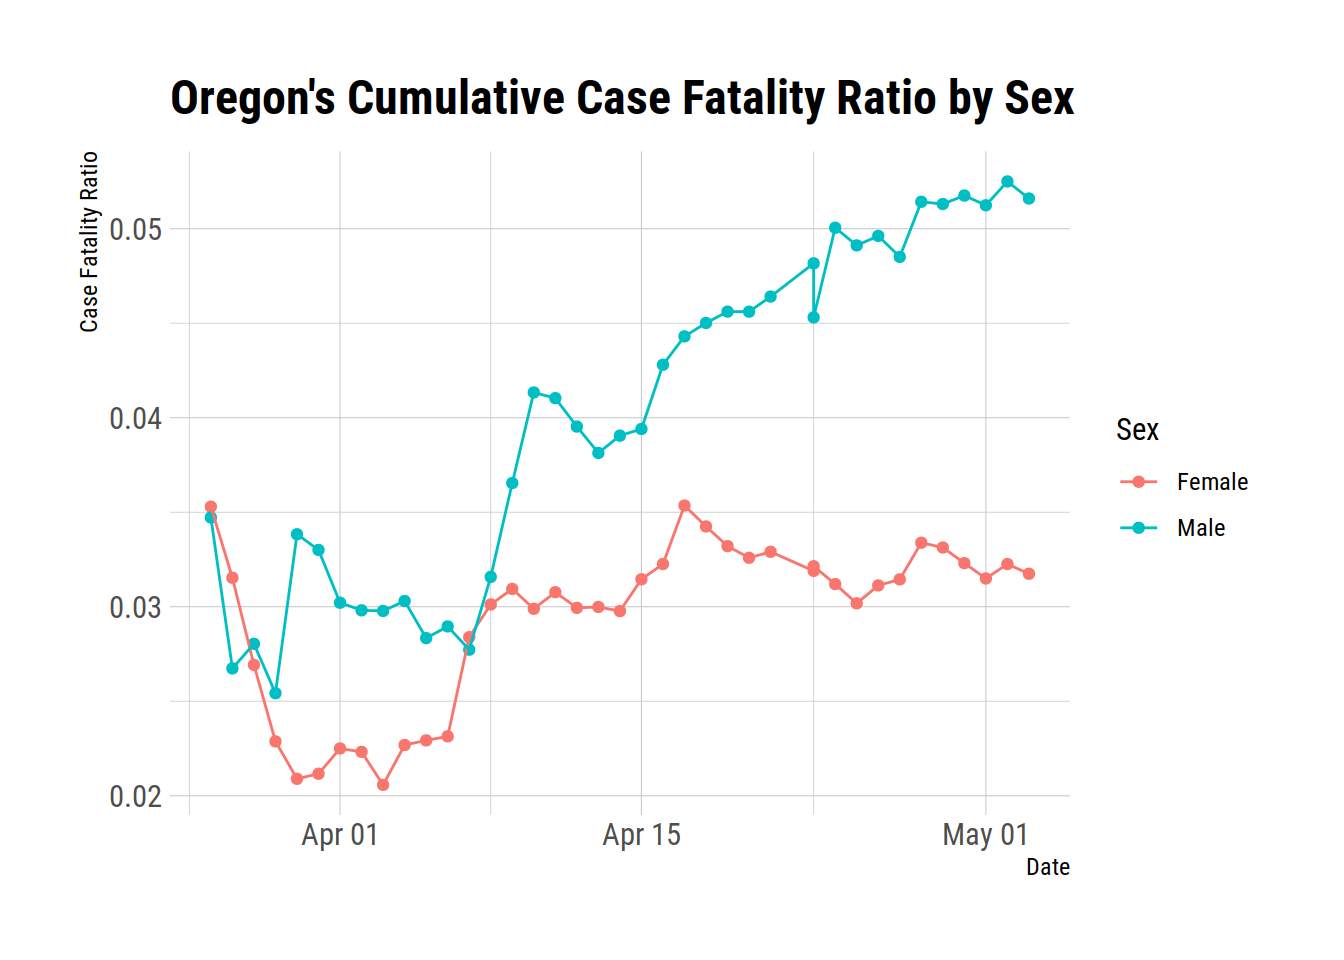 Oregon's Cumulative Case Fatality Ratio by Sex
Case Fatality Ratio
0.05
0.04
0.03
0.02
Apr 01
Apr 15
May 01
Date
Sex
Female
Male